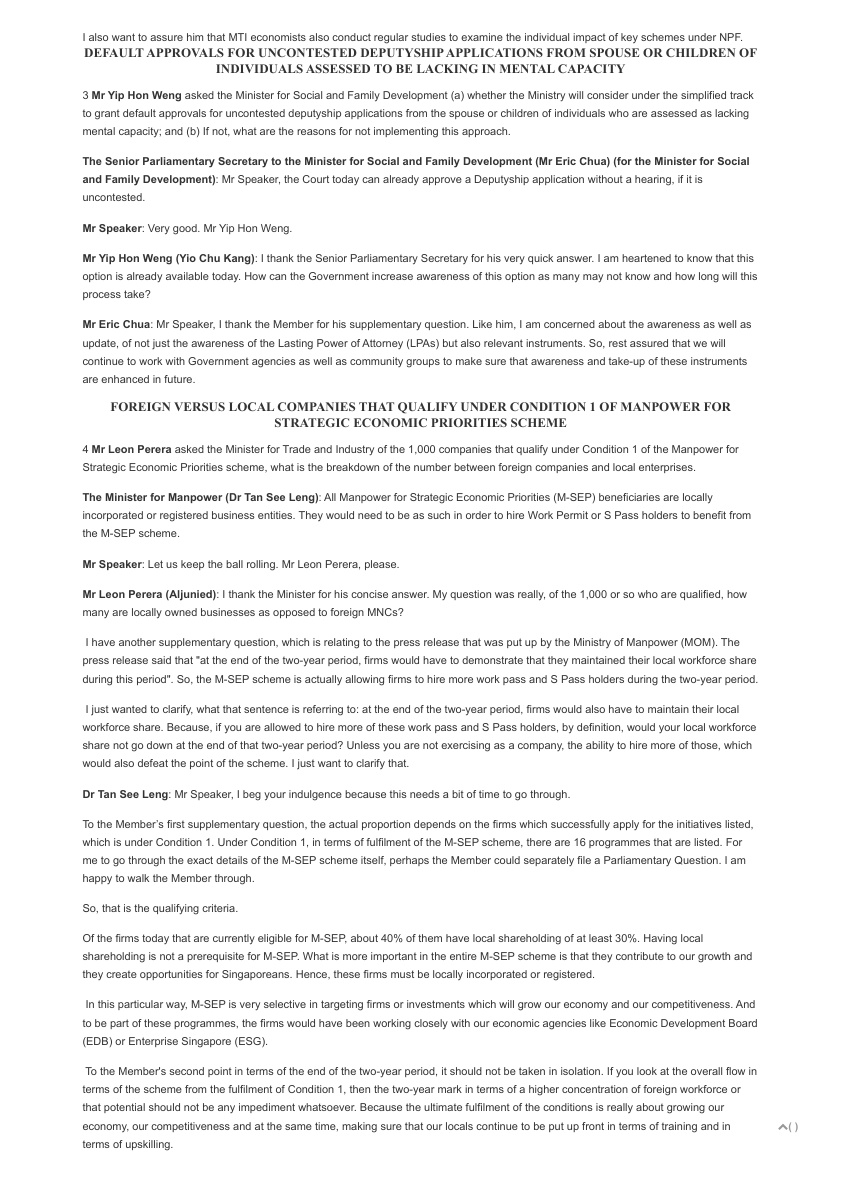 I also want to assure him that MTI economists also conduct regular studies to examine the individual impact of key schemes under NPF.
DEFAULT APPROVALS FOR UNCONTESTED DEPUTYSHIP APPLICATIONS FROM SPOUSE OR CHILDREN OF
INDIVIDUALS ASSESSED TO BE LACKING IN MENTAL CAPACITY
3 Mr Yip Hon Weng asked the Minister for Social and Family Development (a) whether the Ministry will consider under the simplified track
to grant default approvals for uncontested deputyship applications from the spouse or children of individuals who are assessed as lacking
mental capacity; and (b) If not, what are the reasons for not implementing this approach.
The Senior Parliamentary Secretary to the Minister for Social and Family Development (Mr Eric Chua) (for the Minister for Social
and Family Development): Mr Speaker, the Court today can already approve a Deputyship application without a hearing, if it is
uncontested.
Mr Speaker: Very good. Mr Yip Hon Weng.
Mr Yip Hon Weng (Yio Chu Kang): I thank the Senior Parliamentary Secretary for his very quick answer. I am heartened to know that this
option is already available today. How can the Government increase awareness of this option as many may not know and how long will this
process take?
Mr Eric Chua: Mr Speaker, I thank the Member for his supplementary question. Like him, I am concerned about the awareness as well as
update, of not just the awareness of the Lasting Power of Attorney (LPAs) but also relevant instruments. So, rest assured that we will
continue to work with Government agencies as well as community groups to make sure that awareness and take-up of these instruments
are enhanced in future.
FOREIGN VERSUS LOCAL COMPANIES THAT QUALIFY UNDER CONDITION 1 OF MANPOWER FOR
STRATEGIC ECONOMIC PRIORITIES SCHEME
4 Mr Leon Perera asked the Minister for Trade and Industry of the 1,000 companies that qualify under Condition 1 of the Manpower for
Strategic Economic Priorities scheme, what is the breakdown of the number between foreign companies and local enterprises.
The Minister for Manpower (Dr Tan See Leng): All Manpower for Strategic Economic Priorities (M-SEP) beneficiaries are locally
incorporated or registered business entities. They would need to be as such in order to hire Work Permit or S Pass holders to benefit from
the M-SEP scheme.
Mr Speaker: Let us keep the ball rolling. Mr Leon Perera, please.
Mr Leon Perera (Aljunied): I thank the Minister for his concise answer. My question was really, of the 1,000 or so who are qualified, how
many are locally owned businesses as opposed to foreign MNCs?
I have another supplementary question, which is relating to the press release that was put up by the Ministry of Manpower (MOM). The
press release said that "at the end of the two-year period, firms would have to demonstrate that they maintained their local workforce share
during this period". So, the M-SEP scheme is actually allowing firms to hire more work pass and S Pass holders during the two-year period.
I just wanted to clarify, what that sentence is referring to: at the end of the two-year period, firms would also have to maintain their local
workforce share. Because, if you are allowed to hire more of these work pass and S Pass holders, by definition, would your local workforce
share not go down at the end of that two-year period? Unless you are not exercising as a company, the ability to hire more of those, which
would also defeat the point of the scheme. I just want to clarify that.
Dr Tan See Leng: Mr Speaker, I beg your indulgence because this needs a bit of time to go through.
To the Member’s first supplementary question, the actual proportion depends on the firms which successfully apply for the initiatives listed,
which is under Condition 1. Under Condition 1, in terms of fulfilment of the M-SEP scheme, there are 16 programmes that are listed. For
me to go through the exact details of the M-SEP scheme itself, perhaps the Member could separately file a Parliamentary Question. I am
happy to walk the Member through.
So, that is the qualifying criteria.
Of the firms today that are currently eligible for M-SEP, about 40% of them have local shareholding of at least 30%. Having local
shareholding is not a prerequisite for M-SEP. What is more important in the entire M-SEP scheme is that they contribute to our growth and
they create opportunities for Singaporeans. Hence, these firms must be locally incorporated or registered.
In this particular way, M-SEP is very selective in targeting firms or investments which will grow our economy and our competitiveness. And
to be part of these programmes, the firms would have been working closely with our economic agencies like Economic Development Board
(EDB) or Enterprise Singapore (ESG).
To the Member's second point in terms of the end of the two-year period, it should not be taken in isolation. If you look at the overall flow in
terms of the scheme from the fulfilment of Condition 1, then the two-year mark in terms of a higher concentration of foreign workforce or
that potential should not be any impediment whatsoever. Because the ultimate fulfilment of the conditions is really about growing our
economy, our competitiveness and at the same time, making sure that our locals continue to be put up front in terms of training and in
terms of upskilling.
( )